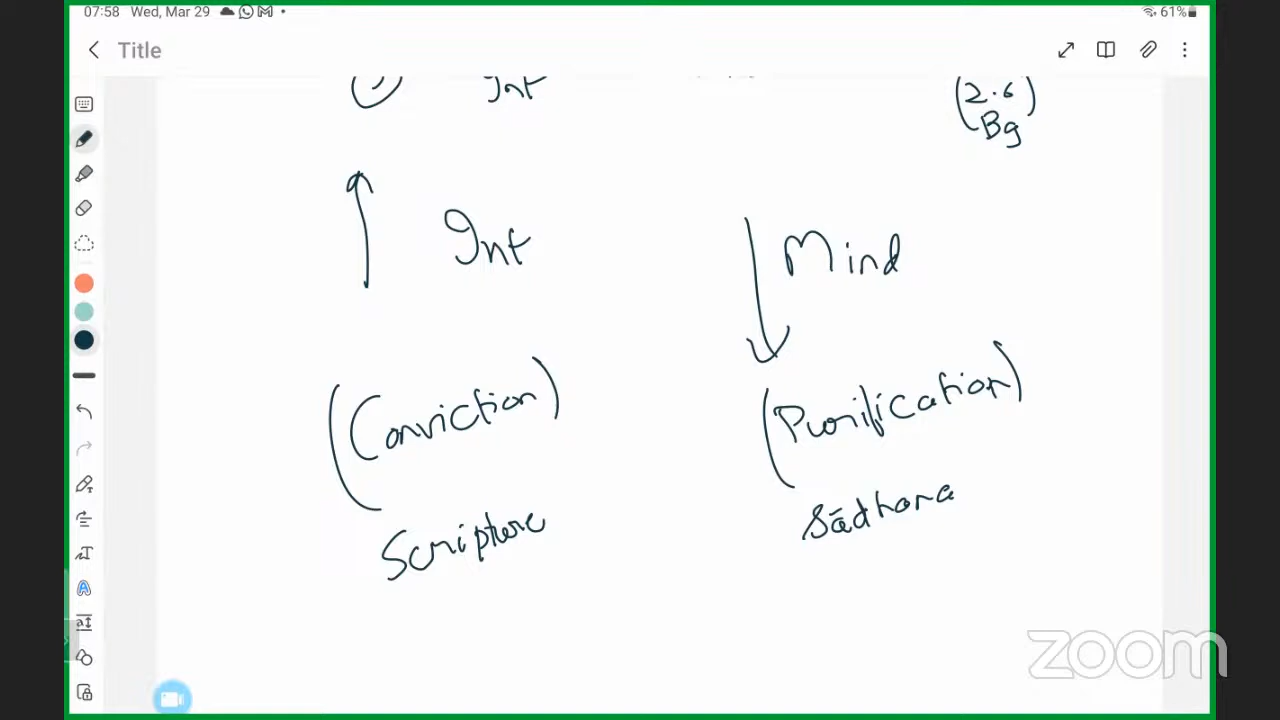 07:58 Wed, Mar 29
61%
Title
Int
(2.6)
Bg
Int
Mind
(Conviction)
(Purification)
Scripture
Sādhana
zoom